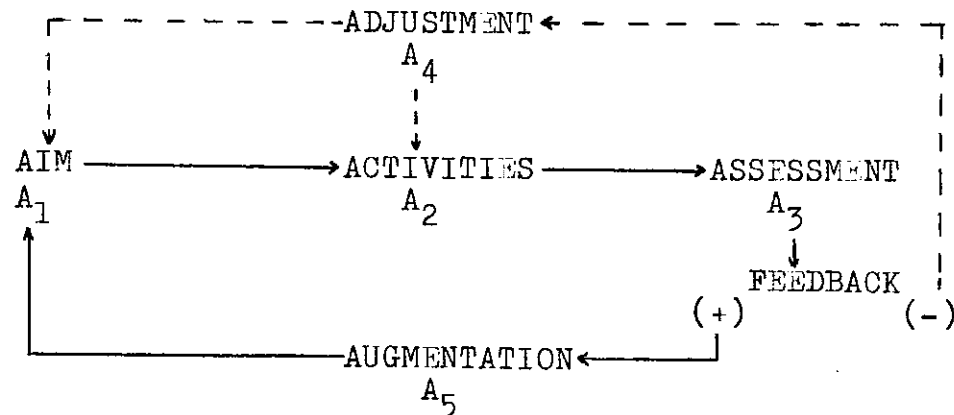 ADJUSTMENT
A4
AIM ACTIVITIES ASSESSMENT
A1 A2 A3
FEEDBACK
(+) (-)
AUGMENTATION
A5